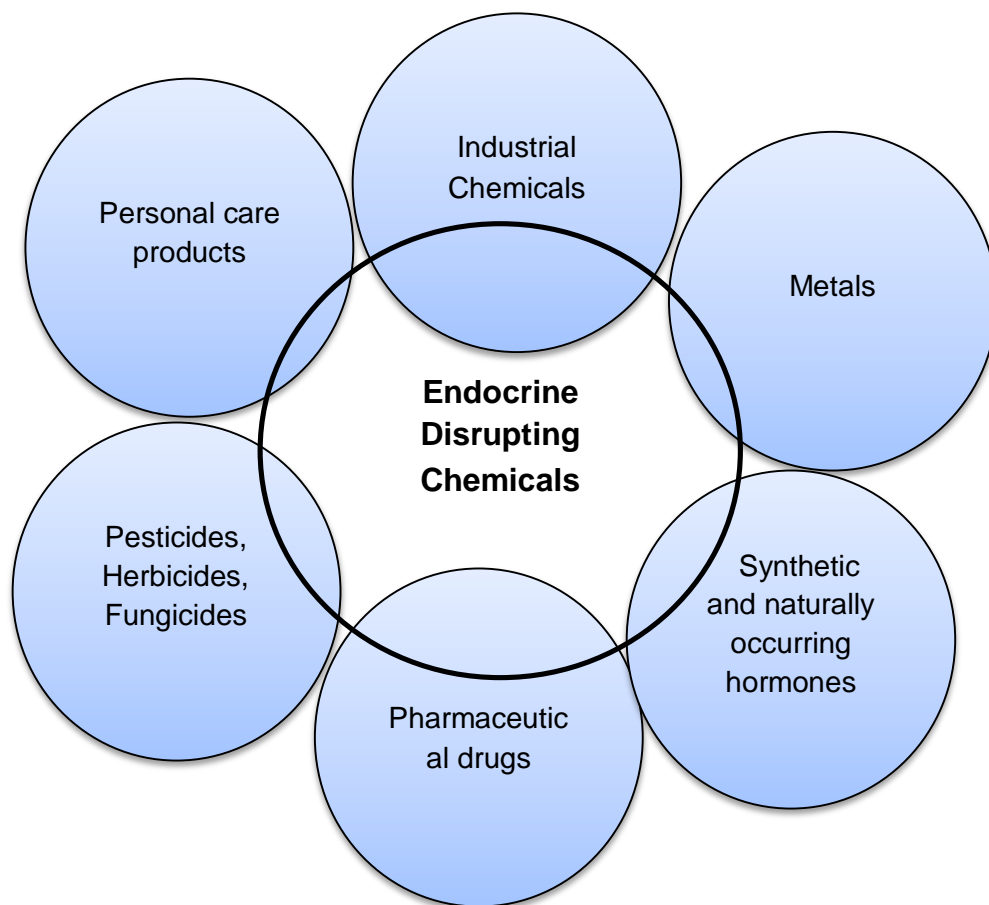 Industrial
Chemicals
Personal care
products
Metals
Endocrine
Disrupting
Chemicals
Pesticides,
Herbicides,
Fungicides
Synthetic
and naturally
occurring
hormones
Pharmaceutic
al drugs